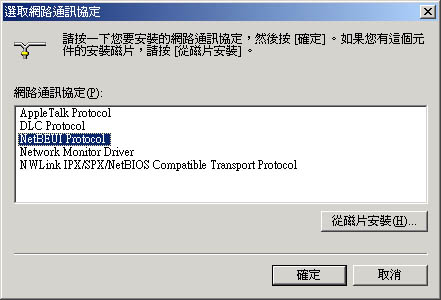 選取網路通訊協定
請按一下您要安裝的網路通訊協定，然後按 [確定] 。如果您有這個元
件的安裝磁片，請按 [從磁片安裝] 。
網路通訊協定(P):
AppleTalk Protocol
DLC Protocol
NetBEUI Protocol
Network Monitor Driver
NWLink IPX/SPX/NetBIOS Compatible Transport Protocol
從磁片安裝(H)...
確定
取消